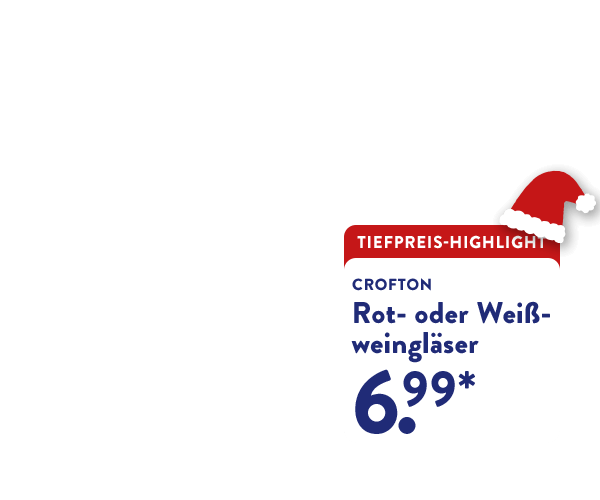 TIEFPREIS-HIGHLIGHT
CROFTON
Rot- oder Weiß-
weingläser
6.99*